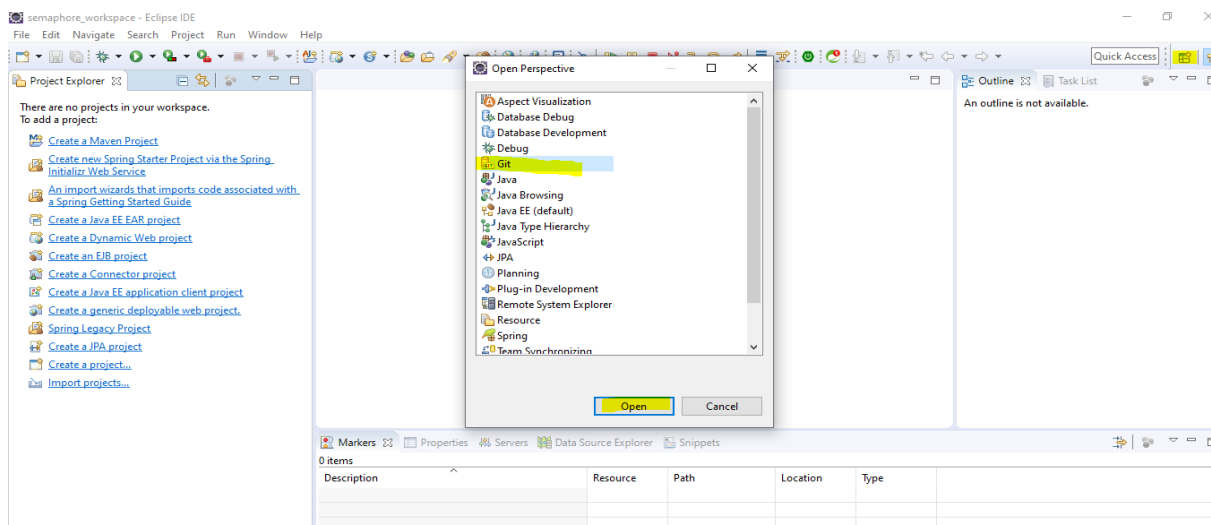 semaphore_workspace - Eclipse IDE
File Edit Navigate Search Project Run Window Help
Quick Access
Project Explorer
There are no projects in your workspace.
To add a project:
Create a Maven Project
Create new Spring Starter Project via the Spring
Initializr Web Service
An import wizards that imports code associated with
a Spring Getting Started Guide
Create a Java EE EAR project
Create a Dynamic Web project
Create an EJB project
Create a Connector project
Create a Java EE application client project
Create a generic deployable web project.
Spring Legacy Project
Create a JPA project
Create a project...
Import projects...
Open Perspective
Aspect Visualization
Database Debug
Database Development
Debug
Git
Java
Java Browsing
Java EE (default)
Java Type Hierarchy
JavaScript
JPA
Planning
Plug-in Development
Remote System Explorer
Resource
Spring
Team Synchronizing
Open Cancel
Outline Task List
An outline is not available.
Markers Properties Servers Data Source Explorer Snippets
0 items
Description Resource Path Location Type